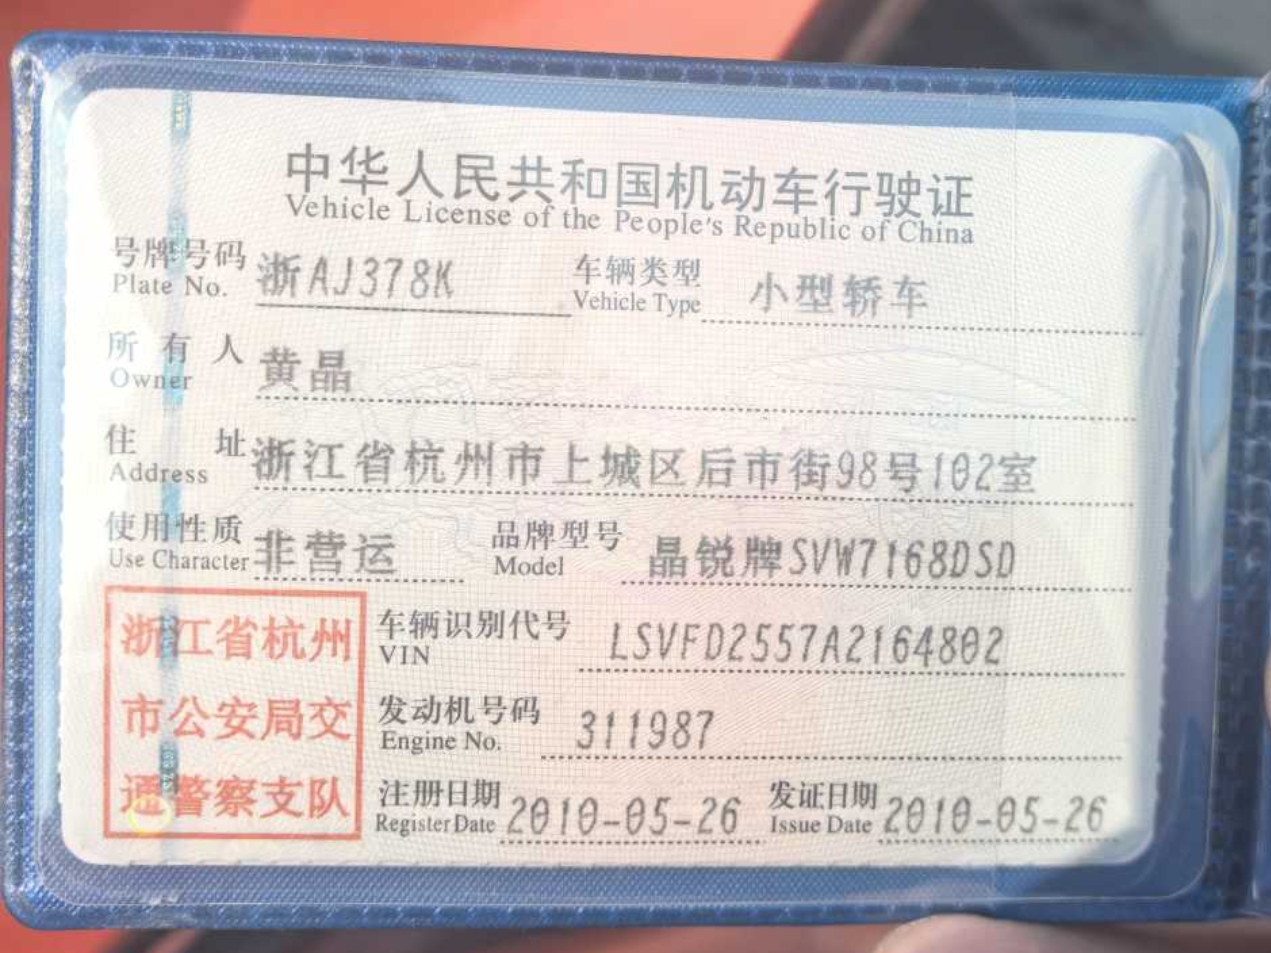 中华人民共和国机动车行驶证
Vehicle License of the People's Republic of China
号牌号码 浙AJ378K 车辆类型 小型轿车
Plate No. Vehicle Type
所有人 黄晶
Owner
住址 浙江省杭州市上城区后市街98号102室
Address
使用性质 非营运 品牌型号 晶锐牌SVW7168DSD
Use Character Model
浙江省杭州
市公安局交
通警察支队
车辆识别代号 LSVFD2557A2164802
VIN
发动机号码 311987
Engine No.
注册日期 2010-05-26 发证日期 2010-05-26
Register Date Issue Date